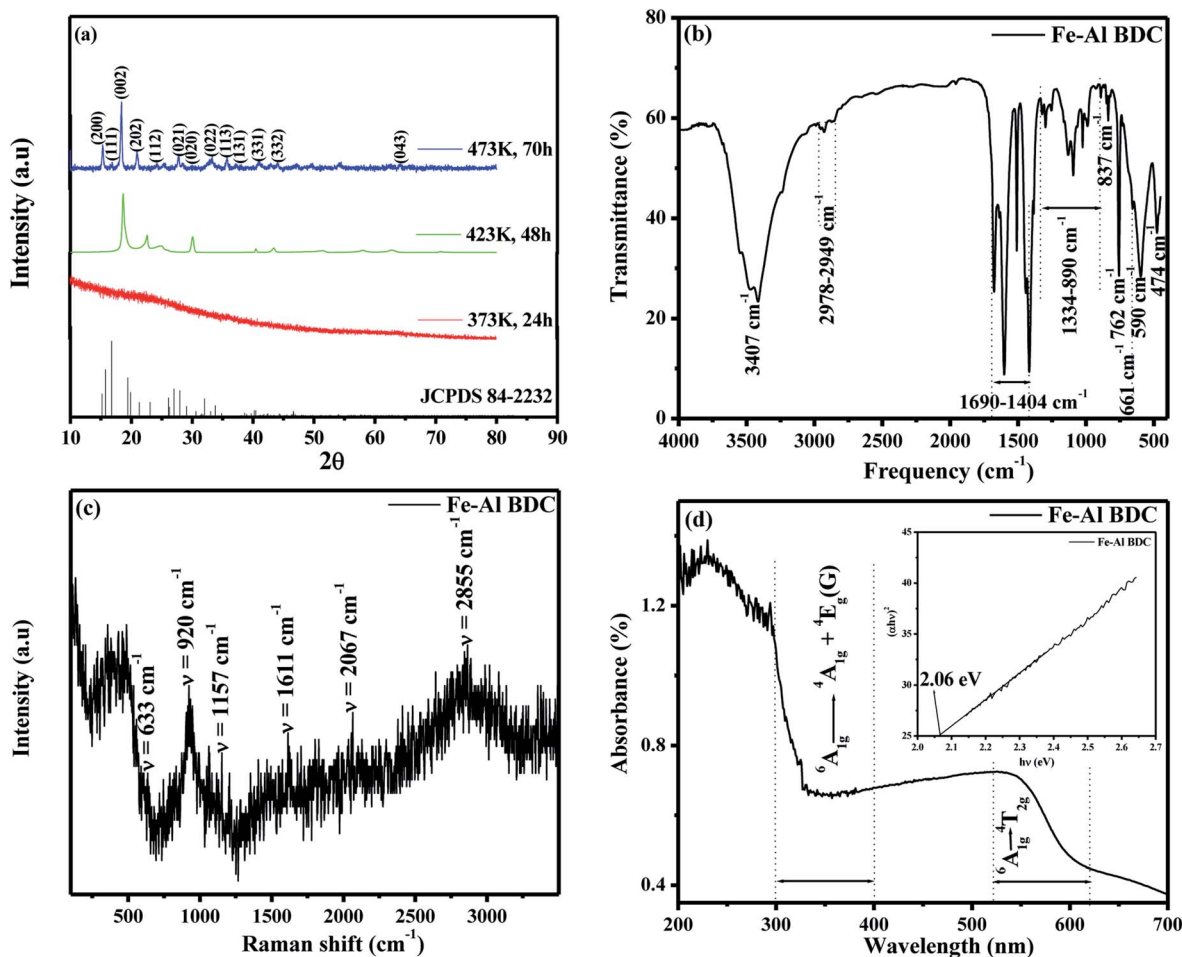 (a)
(200)
(111)
(002)
(202)
(112)
(021)
(020)
(022)
(113)
(131)
(331)
(332)
(043)
473K, 70h
423K, 48h
373K, 24h
JCPDS 84-2232
Intensity (a.u)
10 20 30 40 50 60 70 80 90
2θ
(b)
Fe-Al BDC
80
60
40
20
0
Transmittance (%)
3407 cm⁻¹
2978-2949 cm⁻¹
1690-1404 cm⁻¹
1334-890 cm⁻¹
837 cm⁻¹
762 cm⁻¹
661 cm⁻¹
590 cm⁻¹
474 cm⁻¹
4000 3500 3000 2500 2000 1500 1000 500
Frequency (cm⁻¹)
(c)
Fe-Al BDC
Intensity (a.u)
ν = 633 cm⁻¹
ν = 920 cm⁻¹
ν = 1157 cm⁻¹
ν = 1611 cm⁻¹
ν = 2067 cm⁻¹
ν = 2855 cm⁻¹
500 1000 1500 2000 2500 3000
Raman shift (cm⁻¹)
(d)
Fe-Al BDC
1.2
0.8
0.4
Absorbance (%)
⁶A₁g → ⁴A₁g + ⁴Eg (G)
⁶A₁g → ⁴T₂g
45
40
35
30
25
(αhν)²
Fe-Al BDC
2.06 eV
2.0 2.1 2.2 2.3 2.4 2.5 2.6 2.7
hν (eV)
200 300 400 500 600 700
Wavelength (nm)